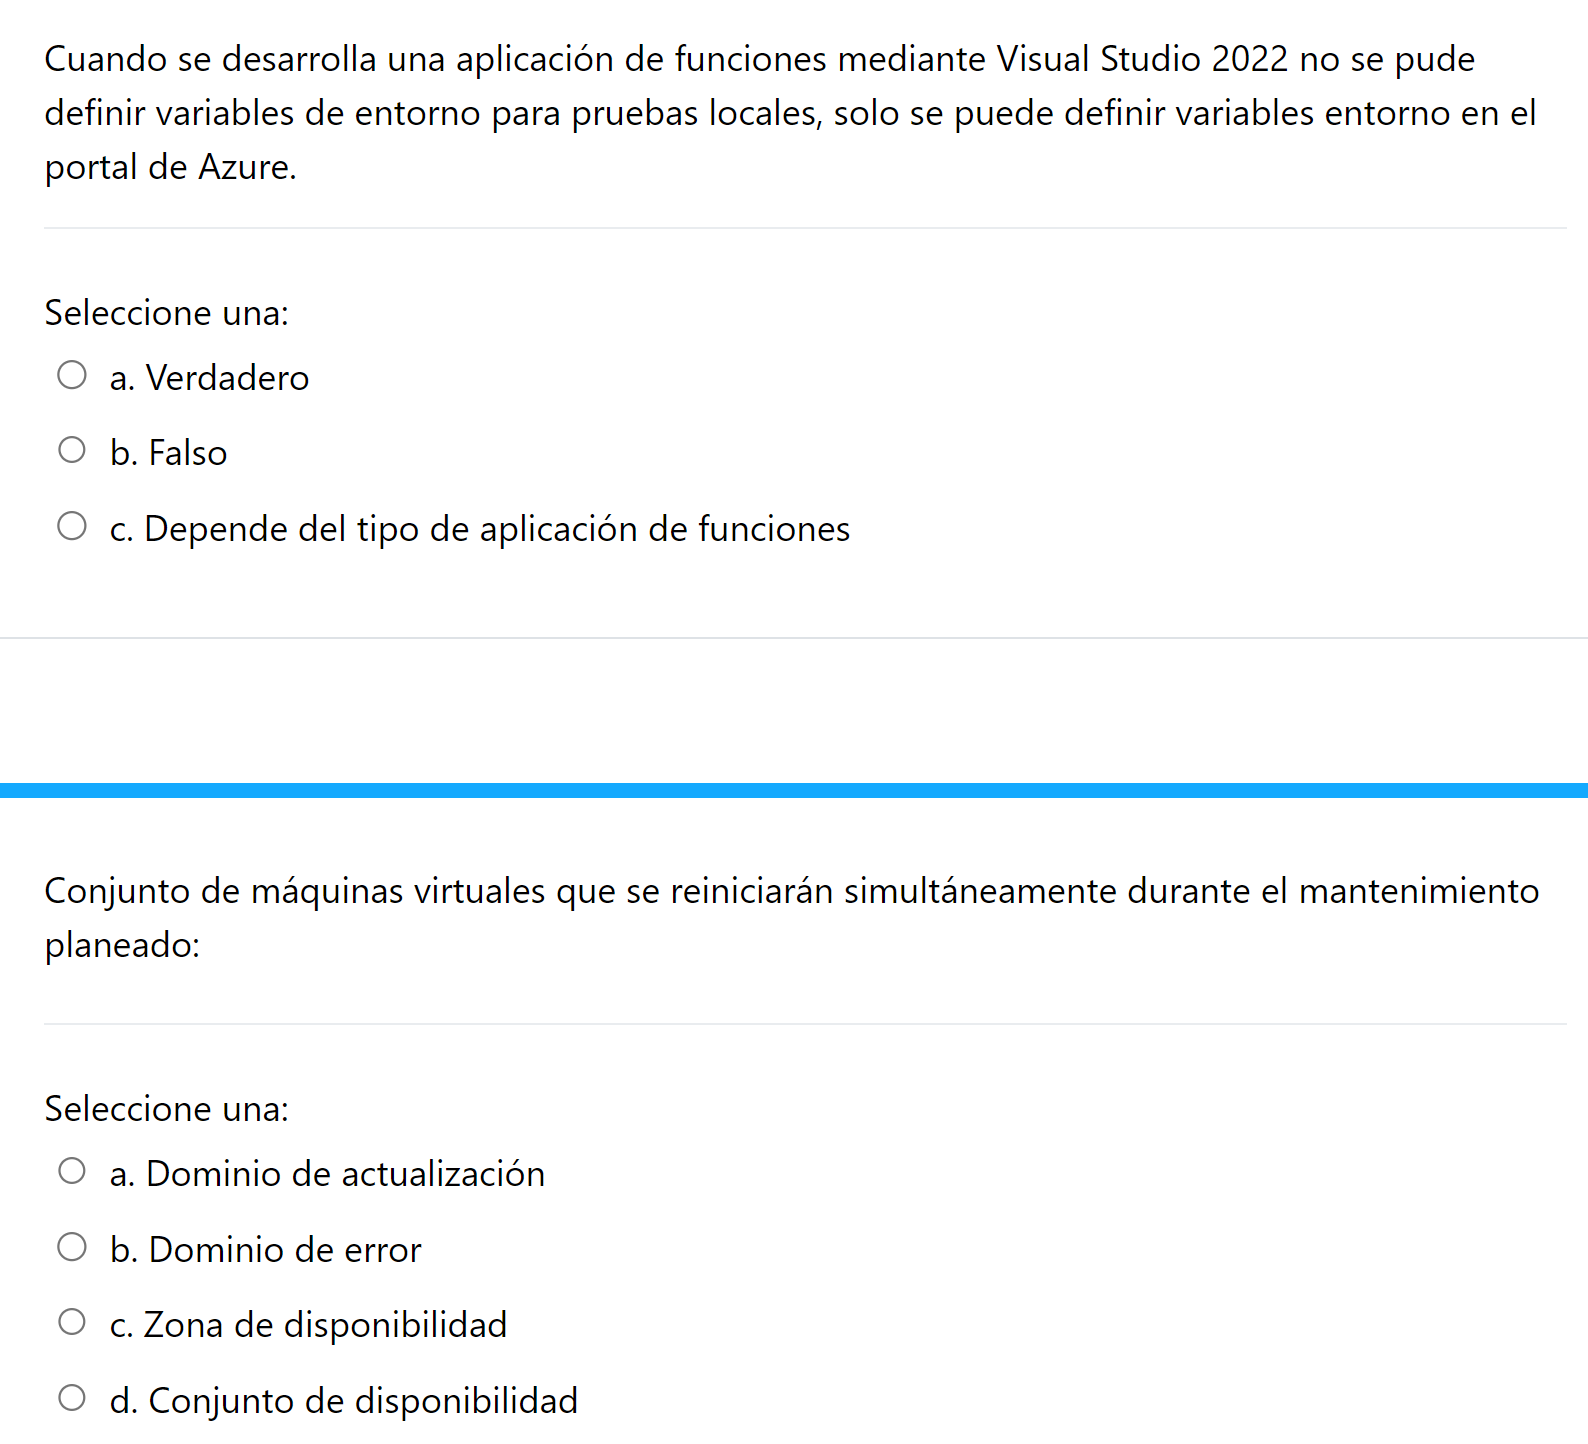 Cuando se desarrolla una aplicación de funciones mediante Visual Studio 2022 no se pude
definir variables de entorno para pruebas locales, solo se puede definir variables entorno en el
portal de Azure.
Seleccione una:
a. Verdadero
b. Falso
c. Depende del tipo de aplicación de funciones
Conjunto de máquinas virtuales que se reiniciarán simultáneamente durante el mantenimiento
planeado:
Seleccione una:
a. Dominio de actualización
b. Dominio de error
c. Zona de disponibilidad
d. Conjunto de disponibilidad